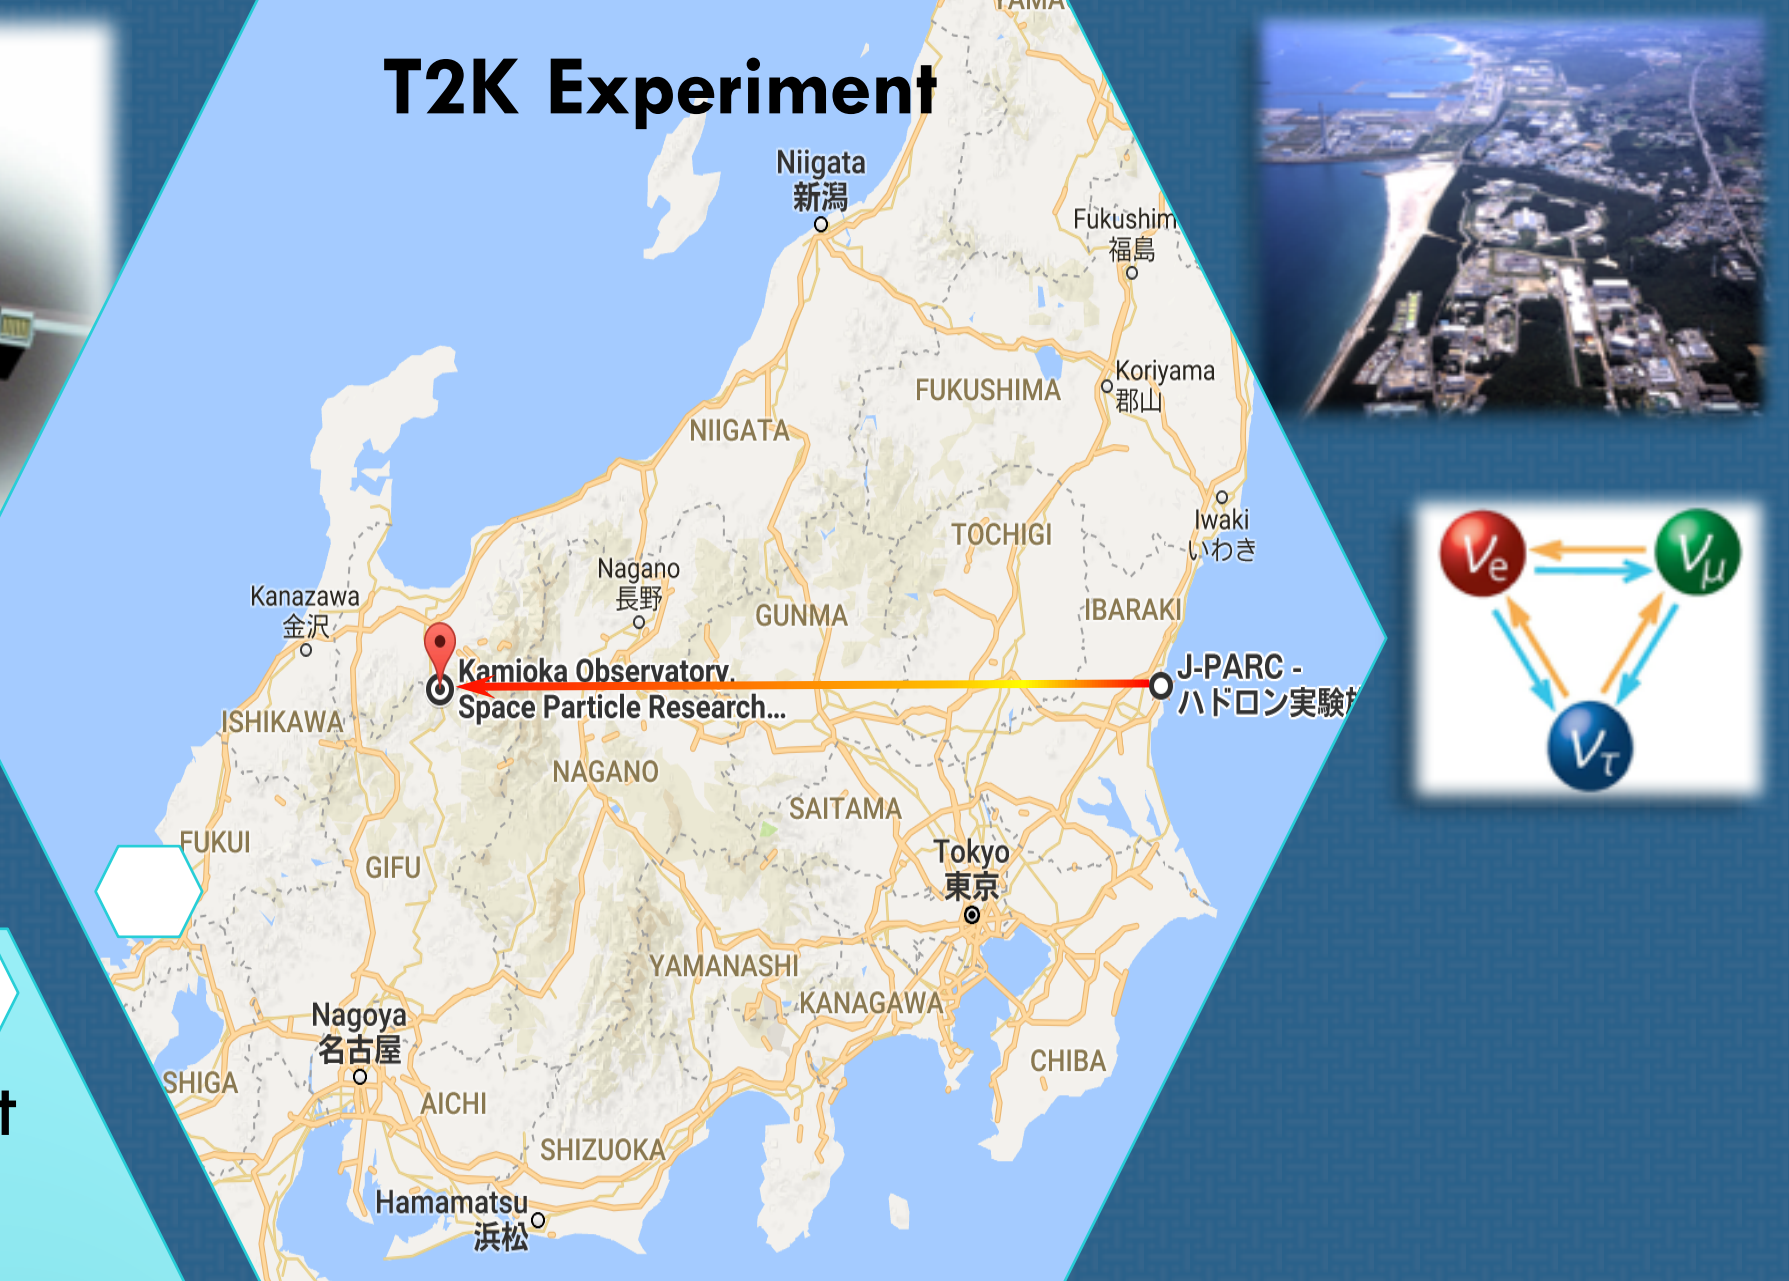 YAMA
T2K Experiment
Niigata
新潟
Fukushim
福島
Koriyama
郡山
FUKUSHIMA
NIIGATA
Iwaki
いわき
TOCHIGI
Nagano
長野
Kanazawa
金沢
GUNMA
IBARAKI
Kamioka Observatory,
Space Particle Research...
J-PARC -
ハドロン実験
ISHIKAWA
NAGANO
SAITAMA
FUKUI
GIFU
Tokyo
東京
YAMANASHI
KANAGAWA
Nagoya
名古屋
CHIBA
SHIGA
AICHI
SHIZUOKA
Hamamatsu
浜松
t
νe
νμ
ντ